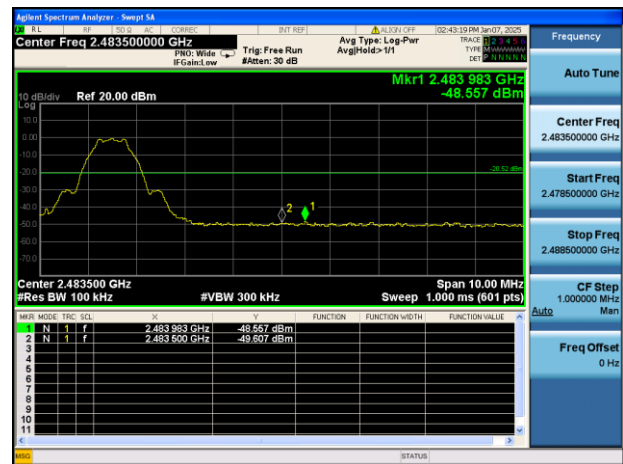 Agilent Spectrum Analyzer - Swept SA
RL RF 50 Ω AC CORREC INT REF ALIGN OFF 02:43:19 PM Jan 07, 2025
Center Freq 2.483500000 GHz
PNO: Wide
IFGain:Low
Trig: Free Run
#Atten: 30 dB
Avg Type: Log-Pwr
Avg|Hold>1/1
TRACE 1 2 3 4 5 6
TYPE MWWWWW
DET P N N N N N
Mkr1 2.483 983 GHz
-48.557 dBm
10 dB/div Ref 20.00 dBm
Log
10.0
0.00
-10.0
-20.0
-20.52 dBm
-30.0
-40.0
-50.0
-60.0
-70.0
2
1
Center 2.483500 GHz Span 10.00 MHz
#Res BW 100 kHz #VBW 300 kHz Sweep 1.000 ms (601 pts)
MKR MODE TRC SCL X Y FUNCTION FUNCTION WIDTH FUNCTION VALUE
1 N 1 f 2.483 983 GHz -48.557 dBm
2 N 1 f 2.483 500 GHz -49.607 dBm
3
4
5
6
7
8
9
10
11
MSG STATUS
Frequency
Auto Tune
Center Freq
2.483500000 GHz
Start Freq
2.478500000 GHz
Stop Freq
2.488500000 GHz
CF Step
1.000000 MHz
Auto Man
Freq Offset
0 Hz